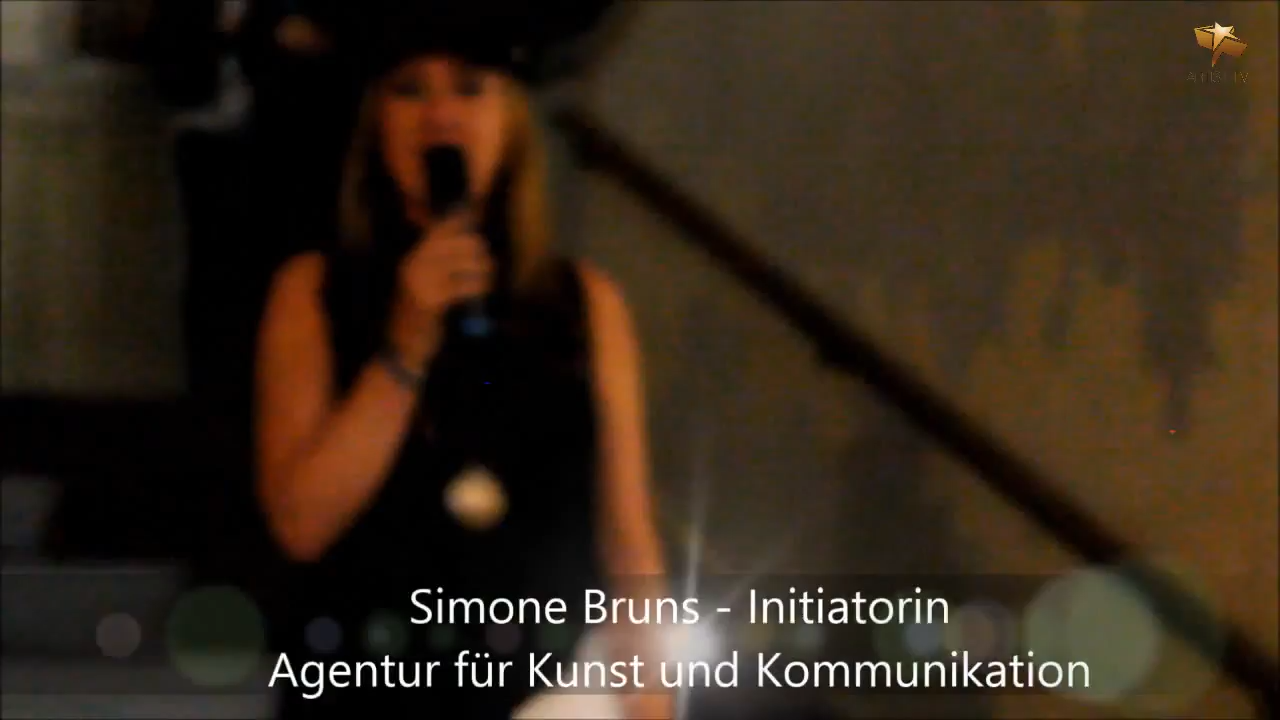 Simone Bruns - Initiatorin
Agentur für Kunst und Kommunikation